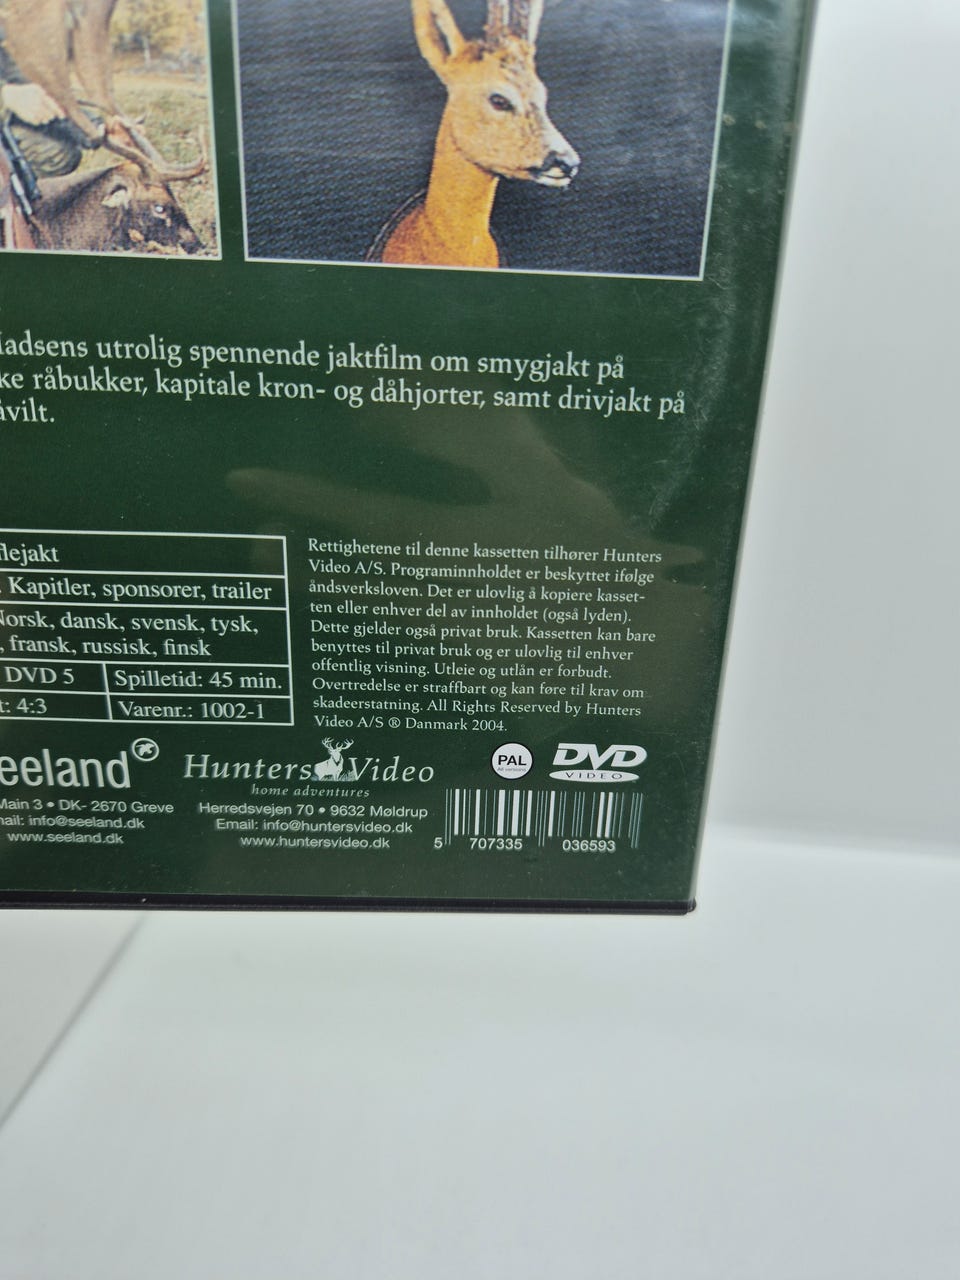 Madsens utrolig spennende jaktfilm om smygjakt på
råbukker, kapitale kron- og dåhjorter, samt drivjakt på
Kapitler, sponsorer, trailer
Norsk, dansk, svensk, tysk,
, fransk, russisk, finsk
DVD 5
Spilletid: 45 min.
: 4:3
Varenr.: 1002-1
Rettighetene til denne kassetten tilhører Hunters
Video A/S. Programinnholdet er beskyttet ifølge
åndsverksloven. Det er ulovlig å kopiere kasset-
ten eller enhver del av innholdet (også lyden).
Dette gjelder også privat bruk. Kassetten kan bare
benyttes til privat bruk og er ulovlig til enhver
offentlig visning. Utleie og utlån er forbudt.
Overtredelse er straffbart og kan føre til krav om
skadeerstatning. All Rights Reserved by Hunters
Video A/S ® Danmark 2004.
eeland
Main 3 • DK- 2670 Greve
mail: info@seeland.dk
www.seeland.dk
Hunters Video
home adventures
Herredsvejen 70 • 9632 Møldrup
Email: info@huntersvideo.dk
www.huntersvideo.dk
PAL
DVD
VIDEO
5 707335 036593